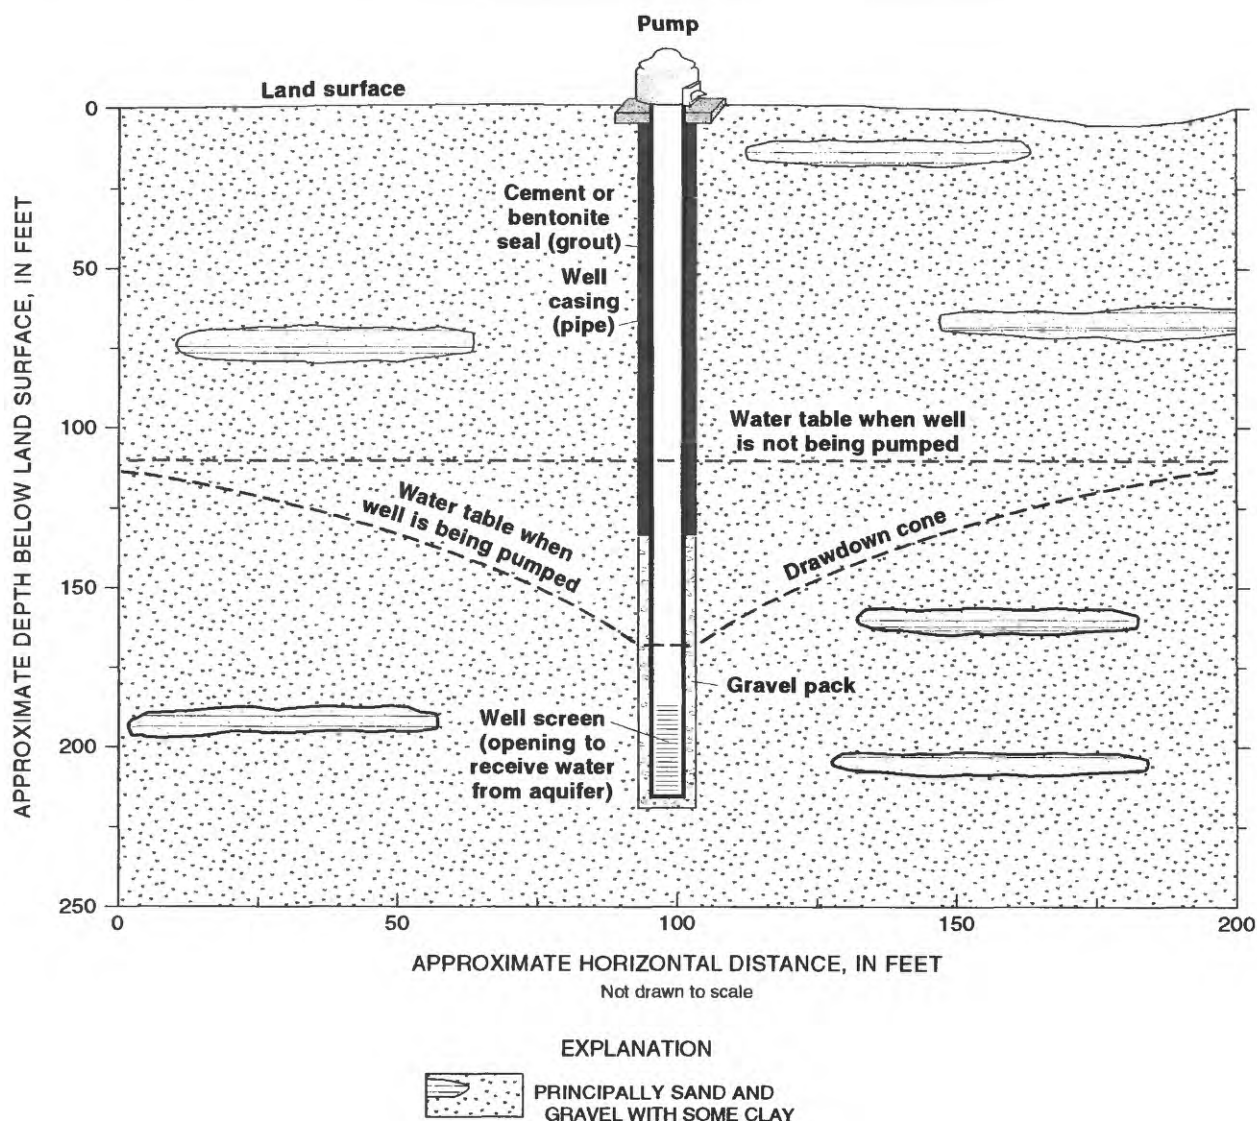 Pump
Land surface
0
50
100
150
200
250
APPROXIMATE DEPTH BELOW LAND SURFACE, IN FEET
Cement or
bentonite
seal (grout)
Well
casing
(pipe)
Water table when well
is not being pumped
Water table when
well is being pumped
Drawdown cone
Gravel pack
Well screen
(opening to
receive water
from aquifer)
0
50
100
150
200
APPROXIMATE HORIZONTAL DISTANCE, IN FEET
Not drawn to scale
EXPLANATION
PRINCIPALLY SAND AND
GRAVEL WITH SOME CLAY